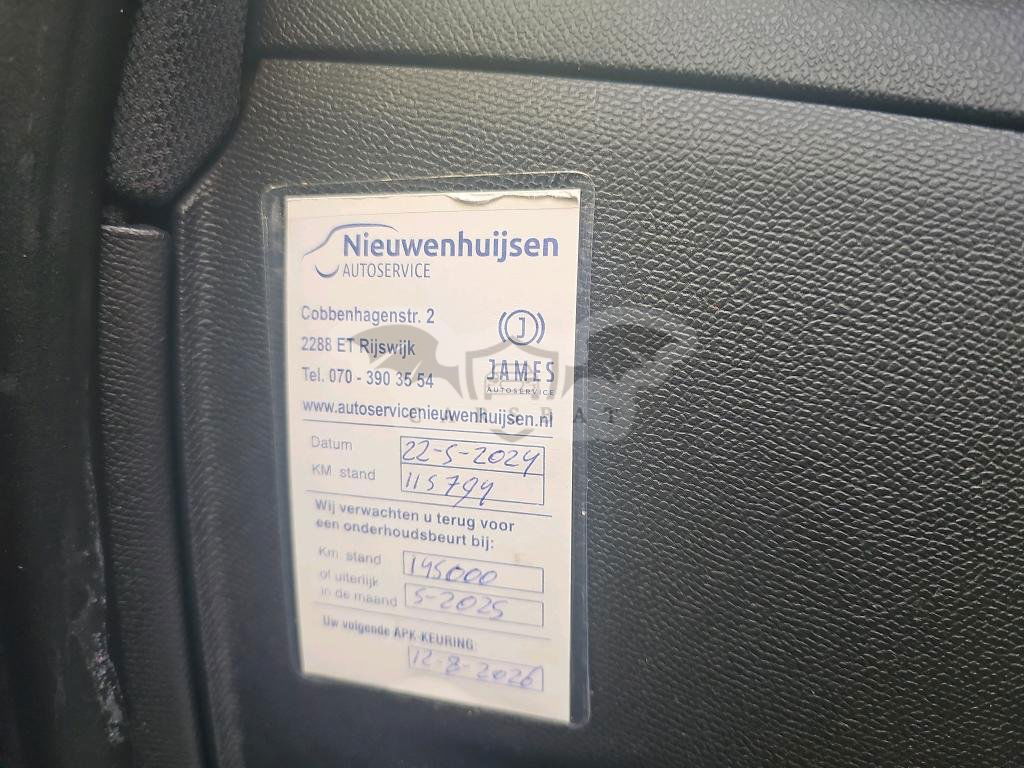 Nieuwenhuijsen
AUTOSERVICE
Cobbenhagenstr. 2
2288 ET Rijswijk
Tel. 070 - 390 35 54
J
JAMES
AUTOSERVICE
www.autoservicenieuwenhuijsen.nl
CARSBAT
Datum 22-5-2024
KM stand 115794
Wij verwachten u terug voor
een onderhoudsbeurt bij:
Km. stand 145000
of uiterlijk
in de maand 5-2025
Uw volgende APK-KEURING:
12-8-2026